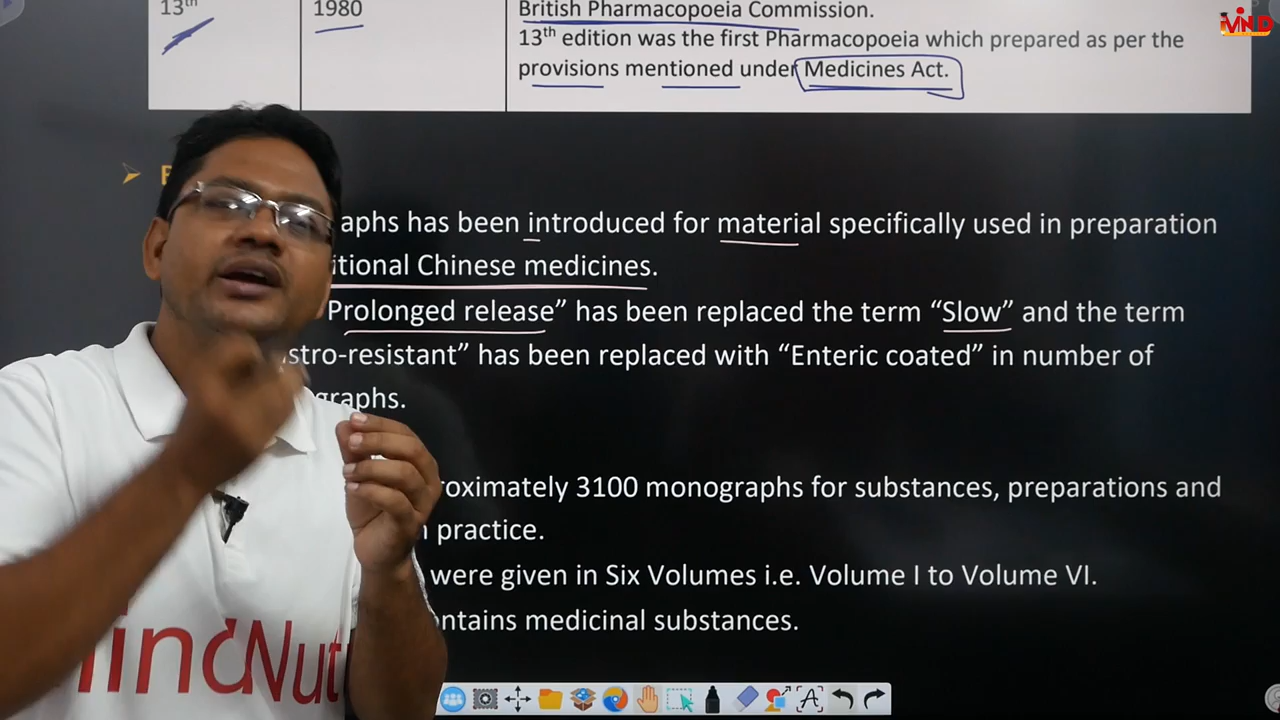 13th
1980
British Pharmacopoeia Commission.
13th edition was the first Pharmacopoeia which prepared as per the
provisions mentioned under Medicines Act.
introduced for material specifically used in preparation
aphs has been
itional Chinese medicines.
Prolonged release” has been replaced the term “Slow” and the term
stro-resistant” has been replaced with “Enteric coated” in number of
graphs.
roximately 3100 monographs for substances, preparations and
practice.
were given in Six Volumes i.e. Volume I to Volume VI.
ontains medicinal substances.
indNut